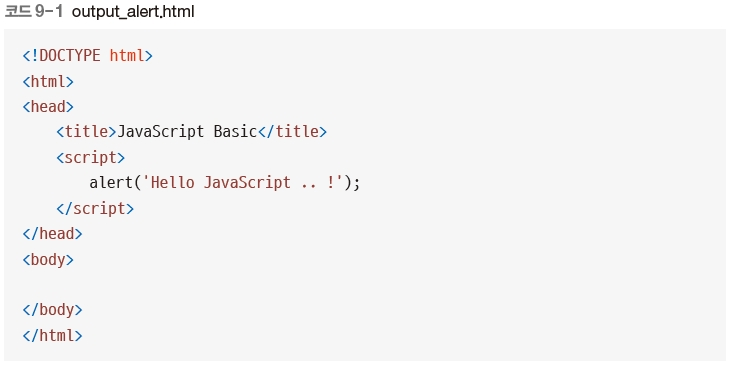 코드 9-1 output_alert.html
<!DOCTYPE html>
<html>
<head>
    <title>JavaScript Basic</title>
    <script>
        alert('Hello JavaScript .. !');
    </script>
</head>
<body>

</body>
</html>